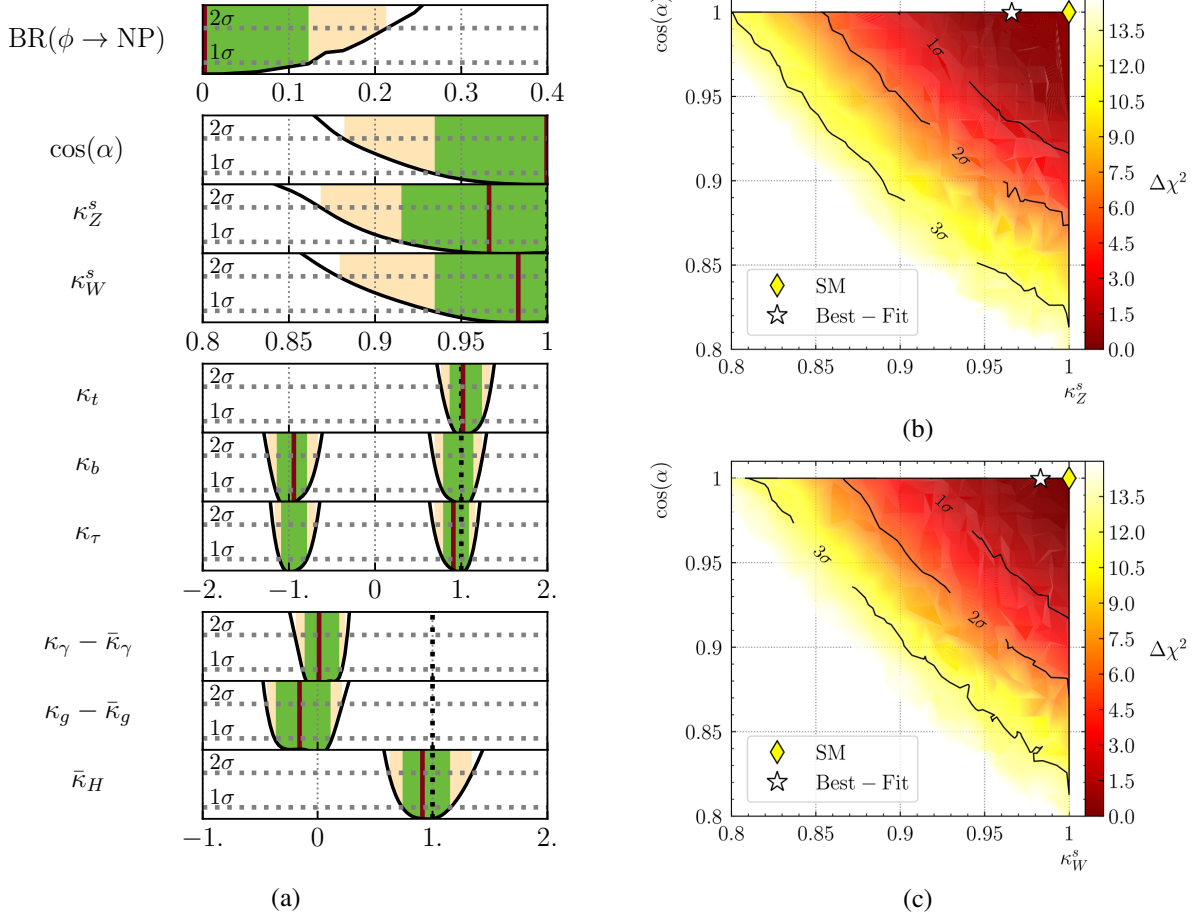 BR(ϕ → NP)
2σ
1σ
0 0.1 0.2 0.3 0.4
cos(α)
2σ
1σ
κ_Z^s
2σ
1σ
κ_W^s
2σ
1σ
0.8 0.85 0.9 0.95 1
κ_t
2σ
1σ
κ_b
2σ
1σ
κ_τ
2σ
1σ
−2. −1. 0 1. 2.
κ_γ − κ̄_γ
2σ
1σ
κ_g − κ̄_g
2σ
1σ
κ̄_H
2σ
1σ
−1. 0 1. 2.
(a)
cos(α)
1
0.95
0.9
0.85
0.8
1σ
2σ
3σ
SM
Best − Fit
0.8 0.85 0.9 0.95 1
κ_Z^s
13.5
12.0
10.5
9.0
7.5
6.0
4.5
3.0
1.5
0.0
Δχ²
(b)
cos(α)
1
0.95
0.9
0.85
0.8
1σ
2σ
3σ
SM
Best − Fit
0.8 0.85 0.9 0.95 1
κ_W^s
13.5
12.0
10.5
9.0
7.5
6.0
4.5
3.0
1.5
0.0
Δχ²
(c)